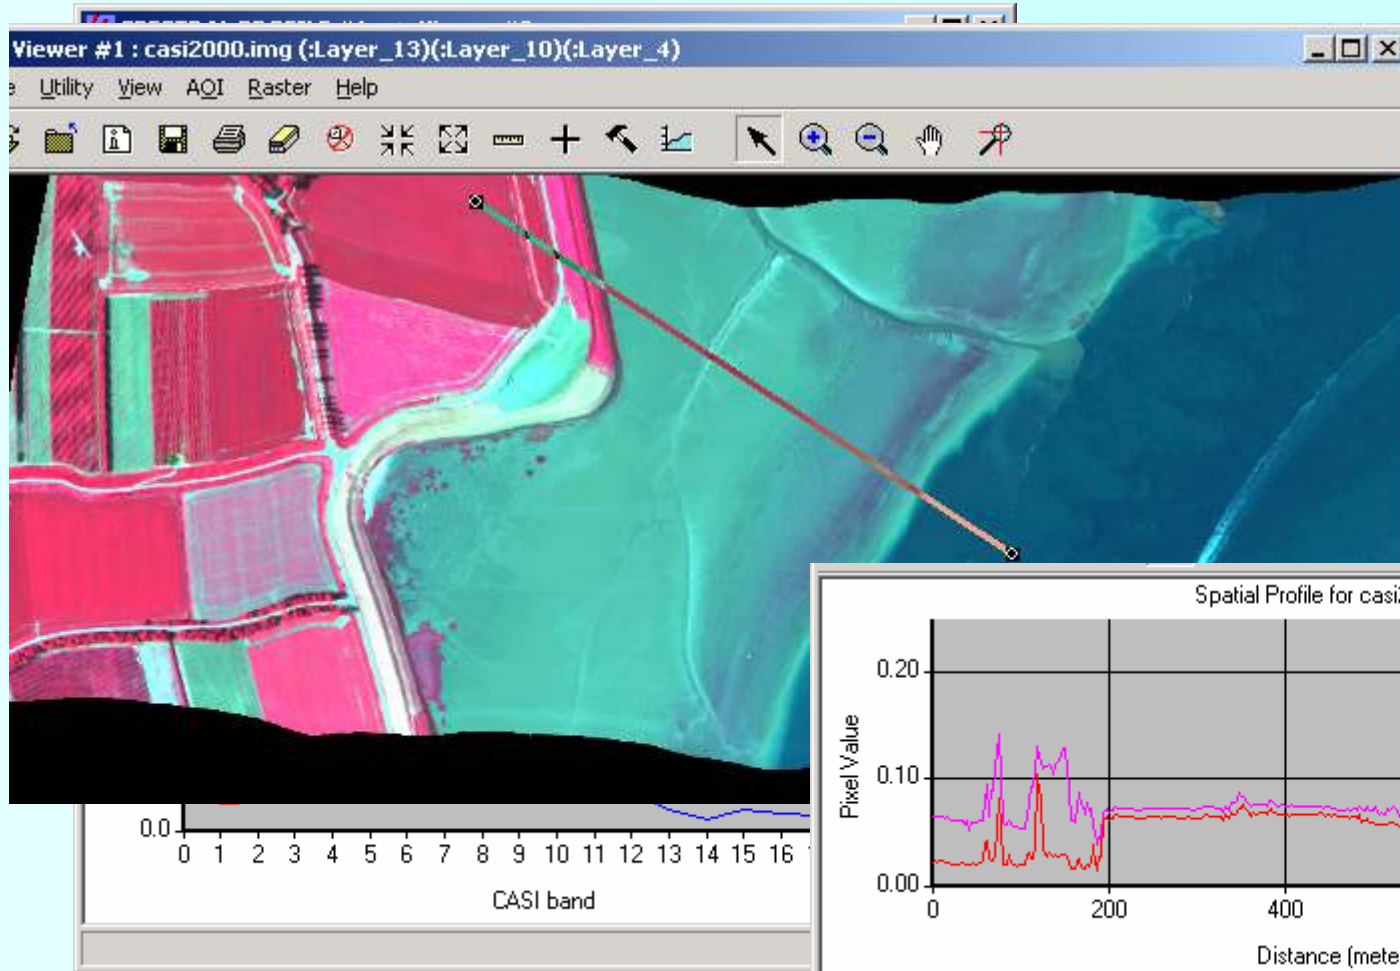 Viewer #1 : casi2000.img (:Layer_13)(:Layer_10)(:Layer_4)
Utility View AOI Raster Help
Spatial Profile for casi
0.20
0.10
0.00
Pixel Value
0 200 400
Distance (mete
0.0
0 1 2 3 4 5 6 7 8 9 10 11 12 13 14 15 16
CASI band